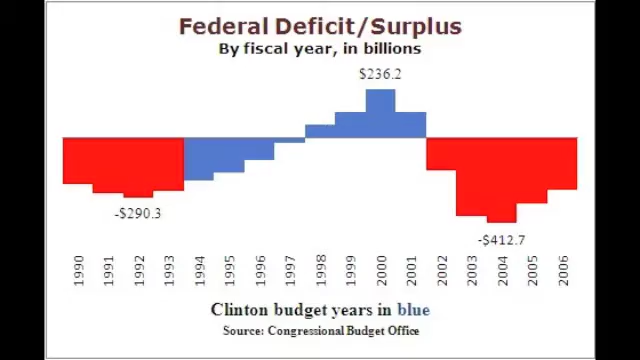 Federal Deficit/Surplus
By fiscal year, in billions
$236.2
-$290.3
-$412.7
1990 1991 1992 1993 1994 1995 1996 1997 1998 1999 2000 2001 2002 2003 2004 2005 2006
Clinton budget years in blue
Source: Congressional Budget Office